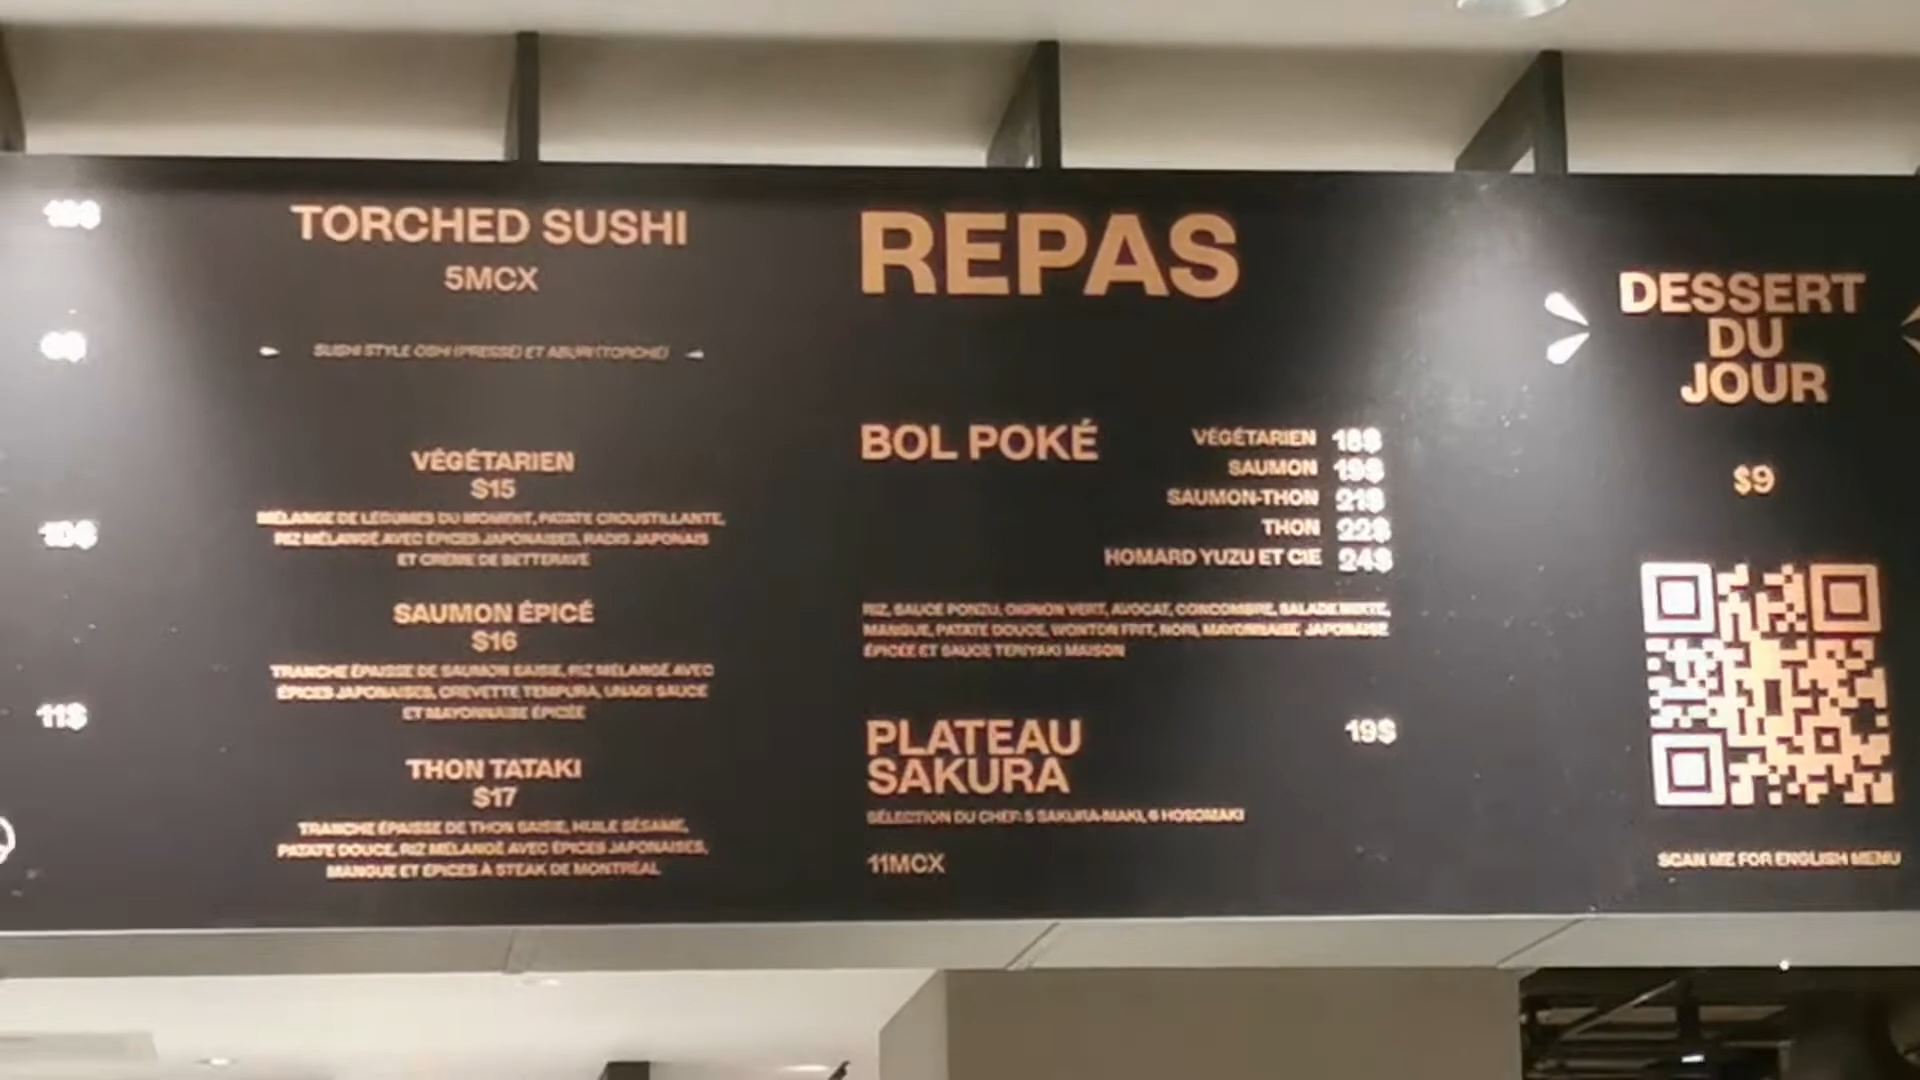 TORCHED SUSHI
5MCX
SUSHI STYLE OSHI (PRESSÉ) ET ABURI (TORCHÉ)
VÉGÉTARIEN
$15
MÉLANGE DE LÉGUMES DU MOMENT, PATATE CROUSTILLANTE,
RIZ MÉLANGÉ AVEC ÉPICES JAPONAISES, RADIS JAPONAIS
ET CRÈME DE BETTERAVE
SAUMON ÉPICÉ
$16
TRANCHE ÉPAISSE DE SAUMON SAISIE, RIZ MÉLANGÉ AVEC
ÉPICES JAPONAISES, CREVETTE TEMPURA, UNAGI SAUCE
ET MAYONNAISE ÉPICÉE
THON TATAKI
$17
TRANCHE ÉPAISSE DE THON SAISIE, HUILE SÉSAME,
PATATE DOUCE, RIZ MÉLANGÉ AVEC ÉPICES JAPONAISES,
MANGUE ET ÉPICES À STEAK DE MONTRÉAL
10$
11$
REPAS
BOL POKÉ
VÉGÉTARIEN 18$
SAUMON 19$
SAUMON-THON 21$
THON 22$
HOMARD YUZU ET CIE 24$
RIZ, SAUCE PONZU, OIGNON VERT, AVOCAT, CONCOMBRE, SALADE MIXTE,
MANGUE, PATATE DOUCE, WONTON FRIT, NORI, MAYONNAISE JAPONAISE
ÉPICÉE ET SAUCE TERIYAKI MAISON
PLATEAU
SAKURA 19$
SÉLECTION DU CHEF: 5 SAKURA-MAKI, 6 HOSOMAKI
11MCX
DESSERT
DU
JOUR
$9
SCAN ME FOR ENGLISH MENU